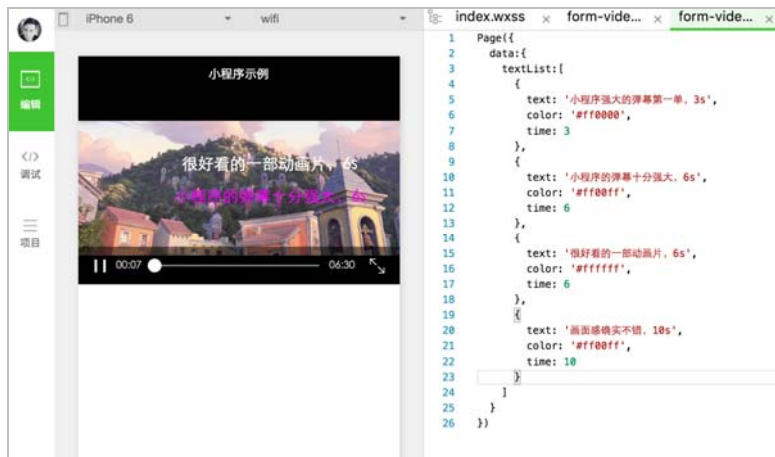 iPhone 6
wifi
index.wxss × form-vide... × form-vide... ×
编辑
</>
调试
项目
小程序示例
很好看的一部动画片，6s
小程序的弹幕十分强大，6s
00:07
06:30
1 Page({
2 data:{
3 textList:[
4 {
5 text: '小程序强大的弹幕第一单，3s',
6 color: '#ff0000',
7 time: 3
8 },
9 {
10 text: '小程序的弹幕十分强大，6s',
11 color: '#ff00ff',
12 time: 6
13 },
14 {
15 text: '很好看的一部动画片，6s',
16 color: '#ffffff',
17 time: 6
18 },
19 {
20 text: '画面感确实不错，10s',
21 color: '#ff00ff',
22 time: 10
23 }
24 ]
25 }
26 })